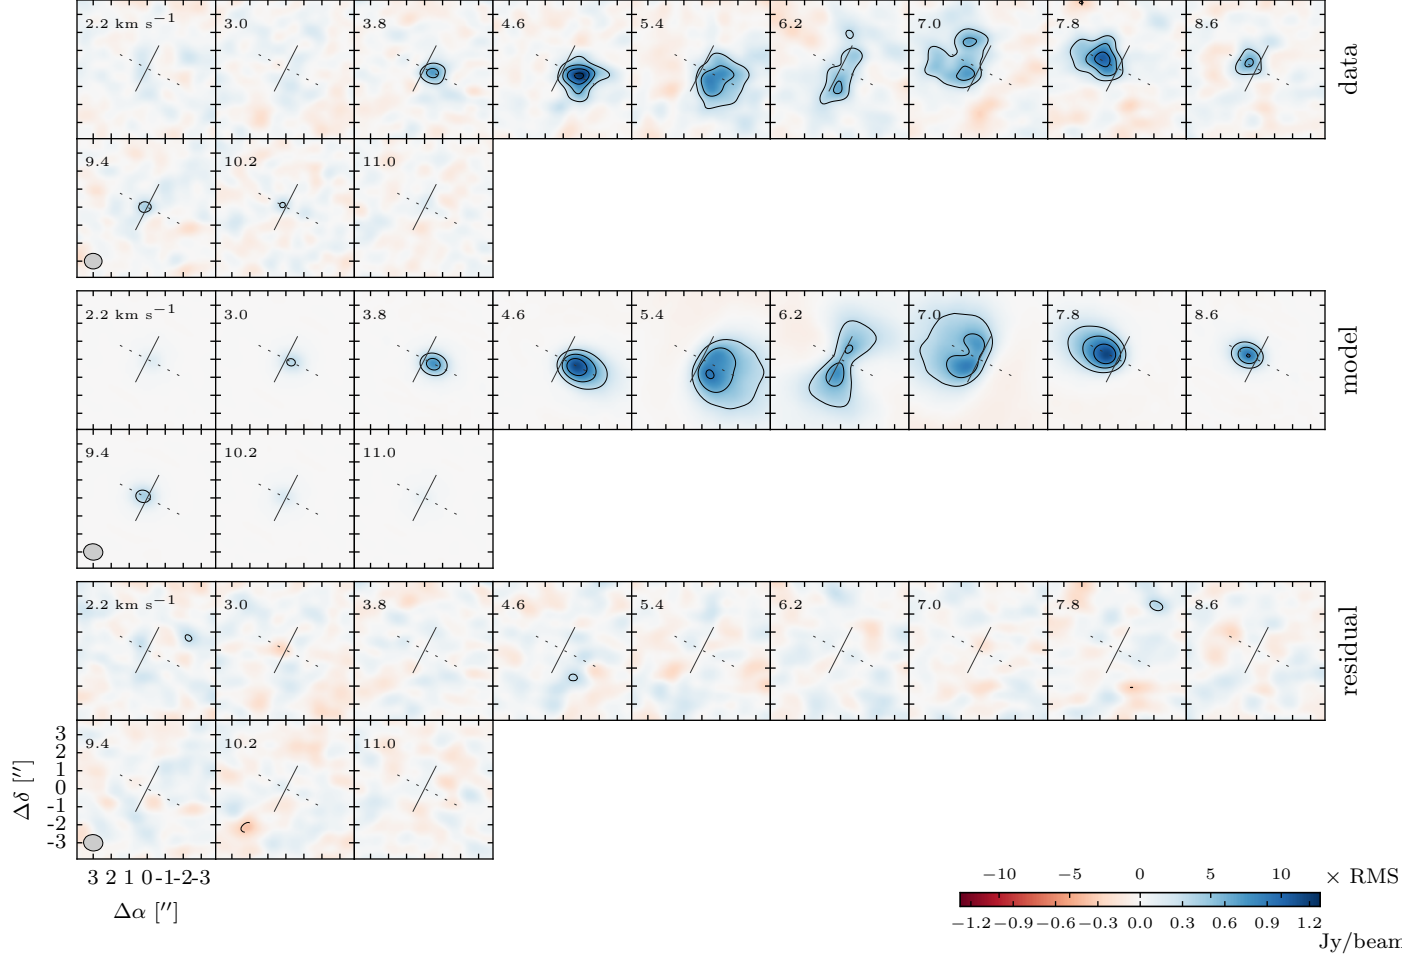 2.2 km s−1 3.0 3.8 4.6 5.4 6.2 7.0 7.8 8.6
data
9.4 10.2 11.0
2.2 km s−1 3.0 3.8 4.6 5.4 6.2 7.0 7.8 8.6
model
9.4 10.2 11.0
2.2 km s−1 3.0 3.8 4.6 5.4 6.2 7.0 7.8 8.6
residual
9.4 10.2 11.0
3
2
1
0
-1
-2
-3
Δδ [″]
3 2 1 0 -1 -2 -3
Δα [″]
−10 −5 0 5 10 × RMS
−1.2 −0.9 −0.6 −0.3 0.0 0.3 0.6 0.9 1.2
Jy/beam